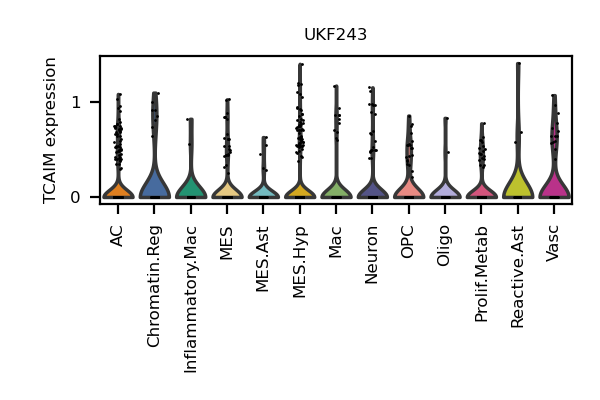 UKF243
TCAIM expression
1
0
AC
Chromatin.Reg
Inflammatory.Mac
MES
MES.Ast
MES.Hyp
Mac
Neuron
OPC
Oligo
Prolif.Metab
Reactive.Ast
Vasc